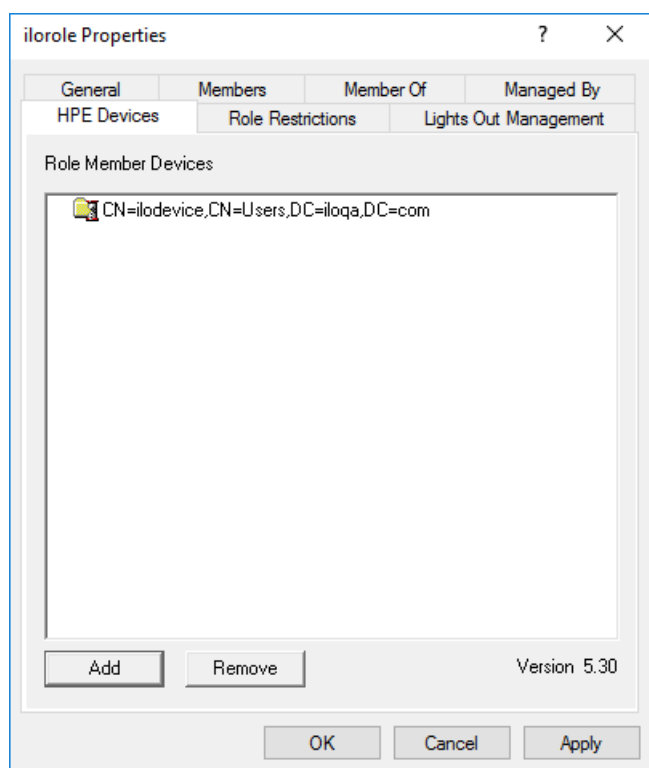 ilorole Properties ? ×
General Members Member Of Managed By
HPE Devices Role Restrictions Lights Out Management
Role Member Devices
CN=ilodevice,CN=Users,DC=iloqa,DC=com
Add Remove Version 5.30
OK Cancel Apply